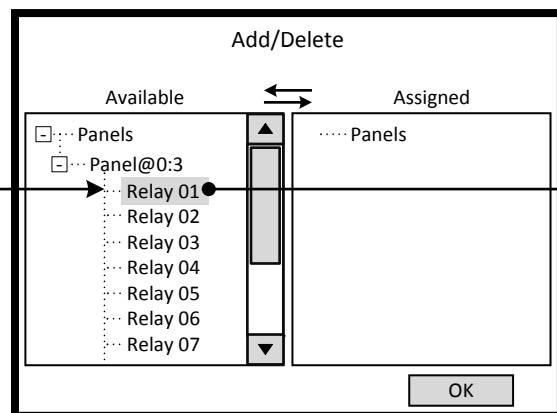 Add/Delete
Available
Assigned
Panels
Panel@0:3
Relay 01
Relay 02
Relay 03
Relay 04
Relay 05
Relay 06
Relay 07
Panels
OK